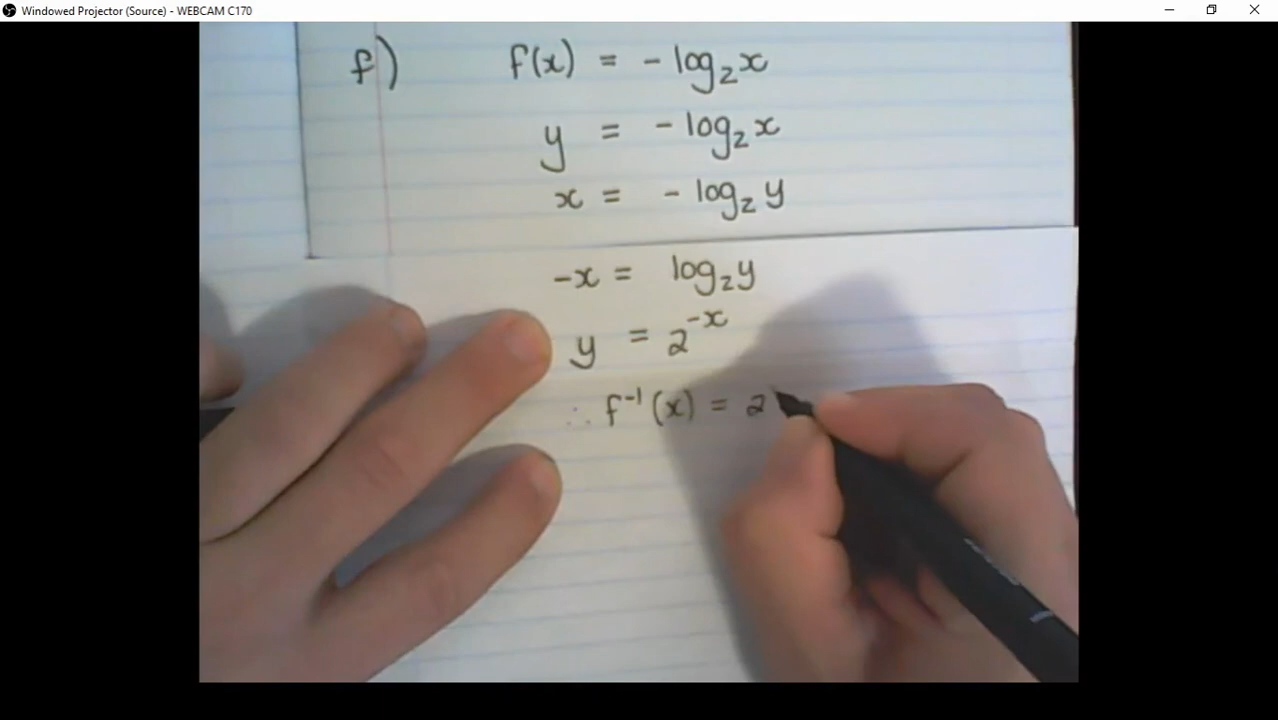 Windowed Projector (Source) - WEBCAM C170
f) f(x) = - log₂x
y = - log₂x
x = - log₂y
-x = log₂y
y = 2⁻ˣ
∴ f⁻¹(x) = 2